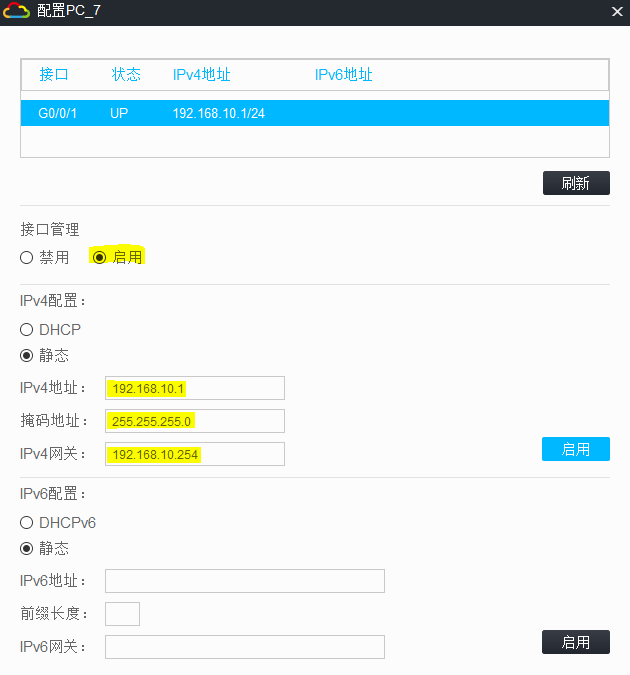 配置PC_7
接口 状态 IPv4地址 IPv6地址
G0/0/1 UP 192.168.10.1/24
刷新
接口管理
禁用 启用
IPv4配置：
DHCP
静态
IPv4地址： 192.168.10.1
掩码地址： 255.255.255.0
IPv4网关： 192.168.10.254 启用
IPv6配置：
DHCPv6
静态
IPv6地址：
前缀长度：
IPv6网关： 启用